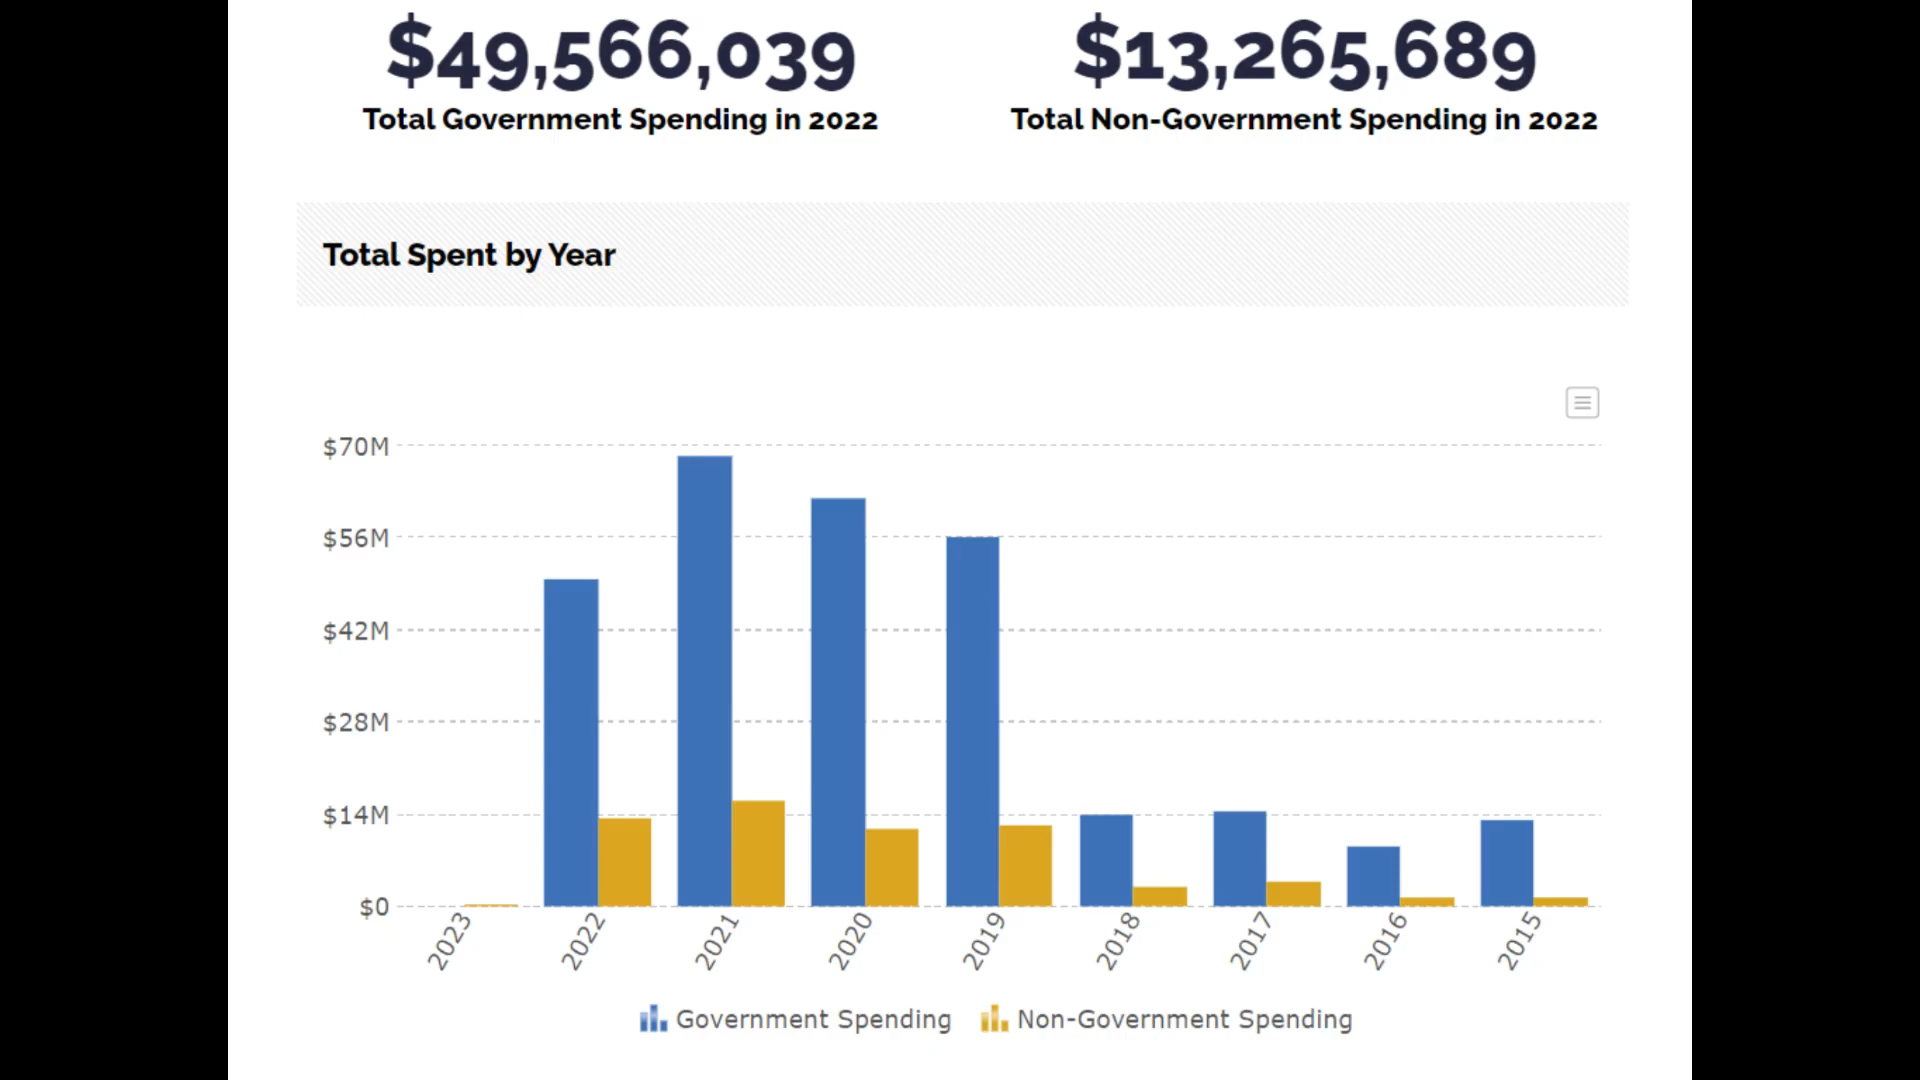 $49,566,039
Total Government Spending in 2022
$13,265,689
Total Non-Government Spending in 2022
Total Spent by Year
$70M
$56M
$42M
$28M
$14M
$0
2023
2022
2021
2020
2019
2018
2017
2016
2015
Government Spending
Non-Government Spending